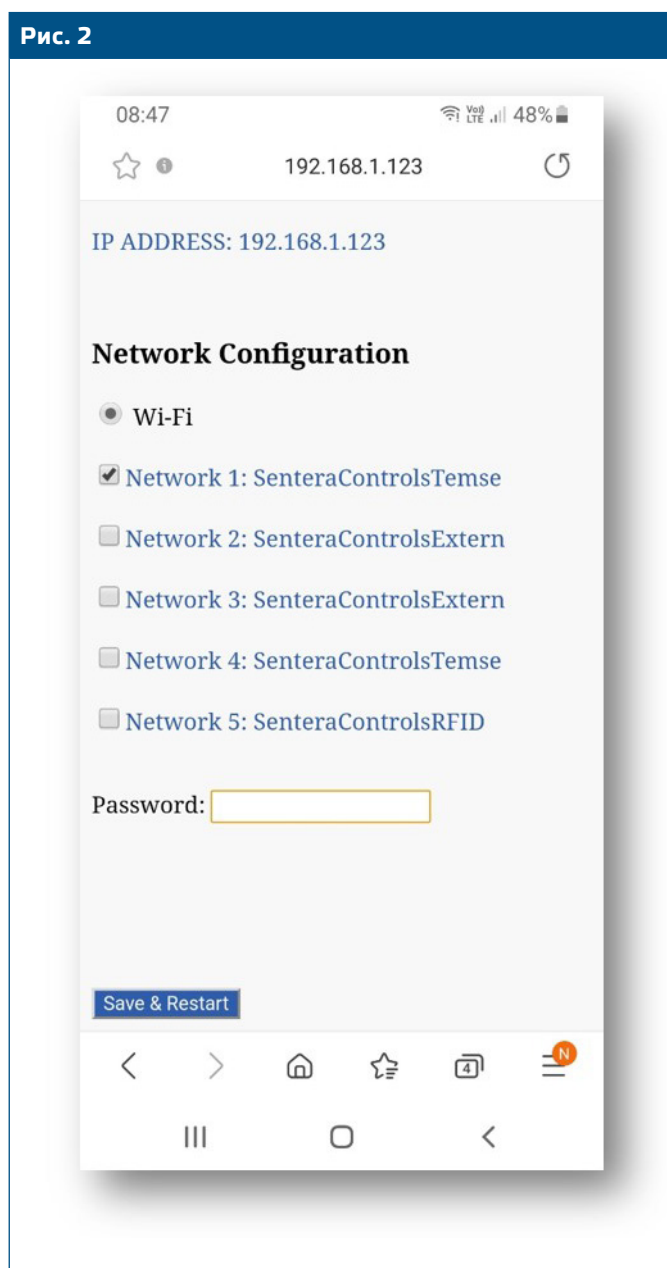 Рис. 2
08:47 Vo)) LTE 48%
192.168.1.123
IP ADDRESS: 192.168.1.123
Network Configuration
Wi-Fi
Network 1: SenteraControlsTemse
Network 2: SenteraControlsExtern
Network 3: SenteraControlsExtern
Network 4: SenteraControlsTemse
Network 5: SenteraControlsRFID
Password:
Save & Restart
4 N